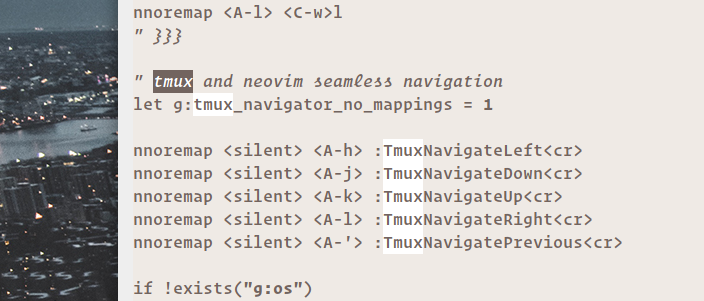 nnoremap <A-l> <C-w>l
" }}}
" tmux and neovim seamless navigation
let g:tmux_navigator_no_mappings = 1
nnoremap <silent> <A-h> :TmuxNavigateLeft<cr>
nnoremap <silent> <A-j> :TmuxNavigateDown<cr>
nnoremap <silent> <A-k> :TmuxNavigateUp<cr>
nnoremap <silent> <A-l> :TmuxNavigateRight<cr>
nnoremap <silent> <A-'> :TmuxNavigatePrevious<cr>
if !exists("g:os")